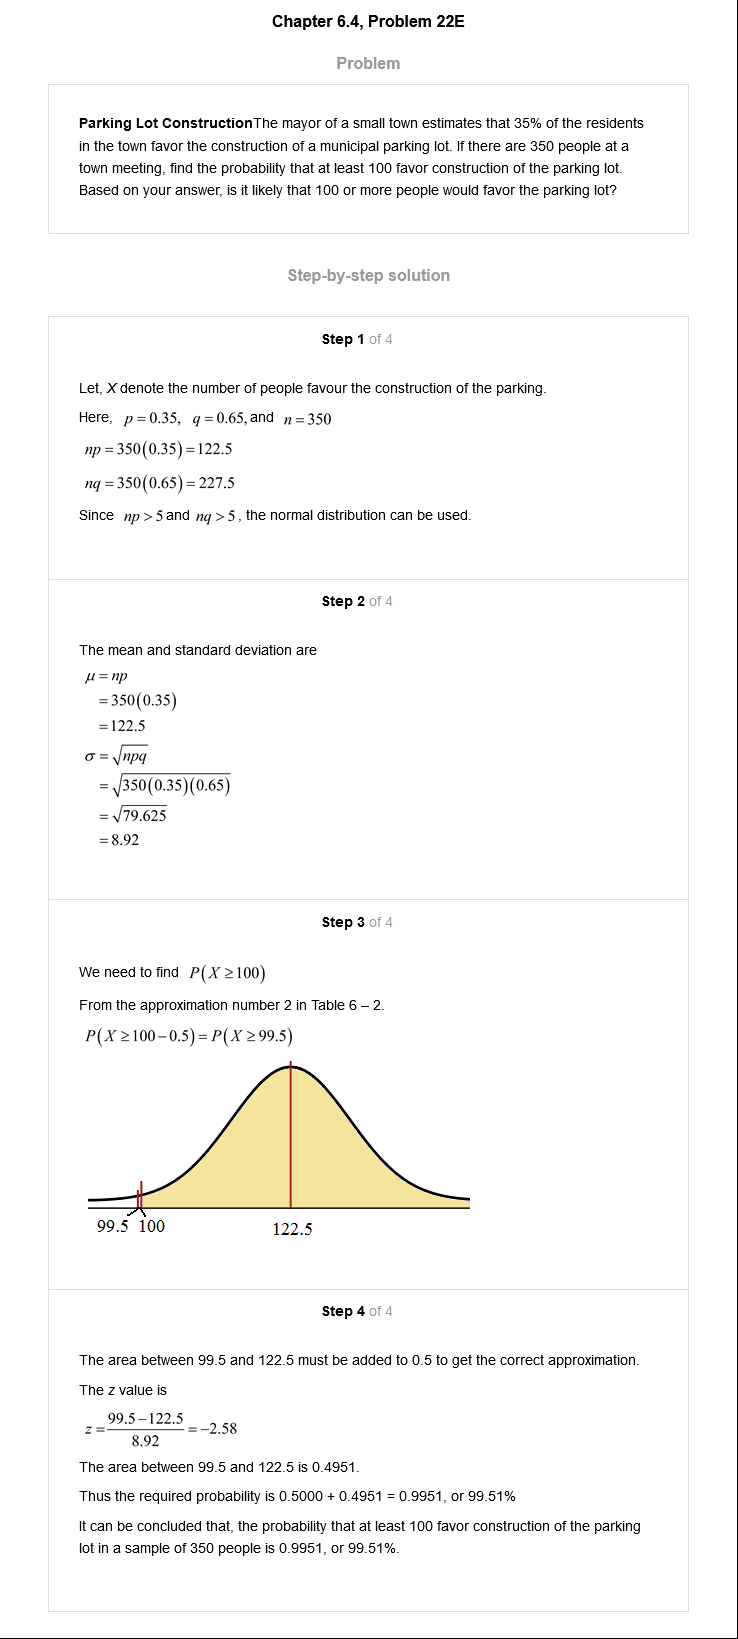 Chapter 6.4, Problem 22E
Problem
Parking Lot ConstructionThe mayor of a small town estimates that 35% of the residents
in the town favor the construction of a municipal parking lot. If there are 350 people at a
town meeting, find the probability that at least 100 favor construction of the parking lot.
Based on your answer, is it likely that 100 or more people would favor the parking lot?
Step-by-step solution
Step 1 of 4
Let, X denote the number of people favour the construction of the parking.
Here, p = 0.35, q = 0.65, and n = 350
np = 350(0.35) = 122.5
nq = 350(0.65) = 227.5
Since np > 5 and nq > 5, the normal distribution can be used.
Step 2 of 4
The mean and standard deviation are
μ = np
= 350(0.35)
= 122.5
σ = √npq
= √350(0.35)(0.65)
= √79.625
= 8.92
Step 3 of 4
We need to find P(X ≥ 100)
From the approximation number 2 in Table 6 – 2.
P(X ≥ 100 – 0.5) = P(X ≥ 99.5)
99.5 100 122.5
Step 4 of 4
The area between 99.5 and 122.5 must be added to 0.5 to get the correct approximation.
The z value is
z = 99.5 – 122.5 / 8.92 = –2.58
The area between 99.5 and 122.5 is 0.4951.
Thus the required probability is 0.5000 + 0.4951 = 0.9951, or 99.51%
It can be concluded that, the probability that at least 100 favor construction of the parking
lot in a sample of 350 people is 0.9951, or 99.51%.